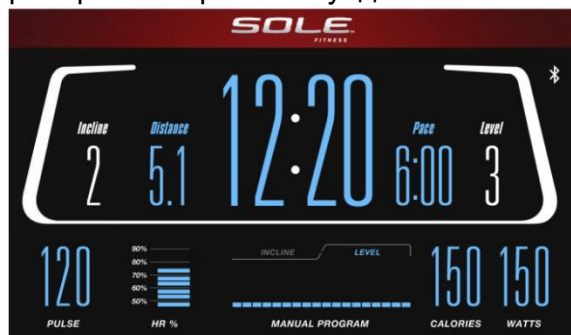 SOLE
FITNESS
Incline
2
Distance
5.1
12:20
Pace
6:00
Level
3
120
PULSE
90%
80%
70%
60%
50%
HR %
INCLINE
LEVEL
MANUAL PROGRAM
150
CALORIES
150
WATTS